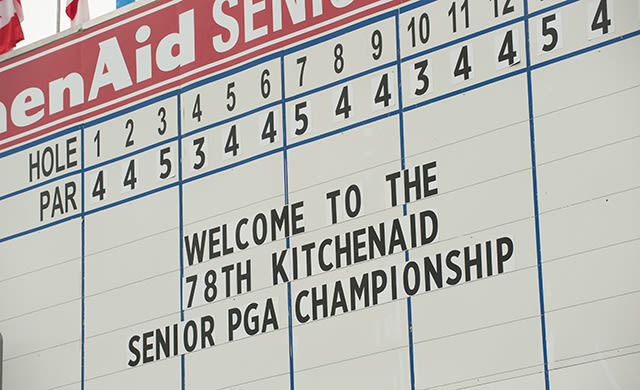 henAid SENIO
HOLE 1 2 3 4 5 6 7 8 9 10 11 12
PAR 4 4 5 3 4 4 5 4 4 3 4 4 5 4
WELCOME TO THE
78TH KITCHENAID
SENIOR PGA CHAMPIONSHIP